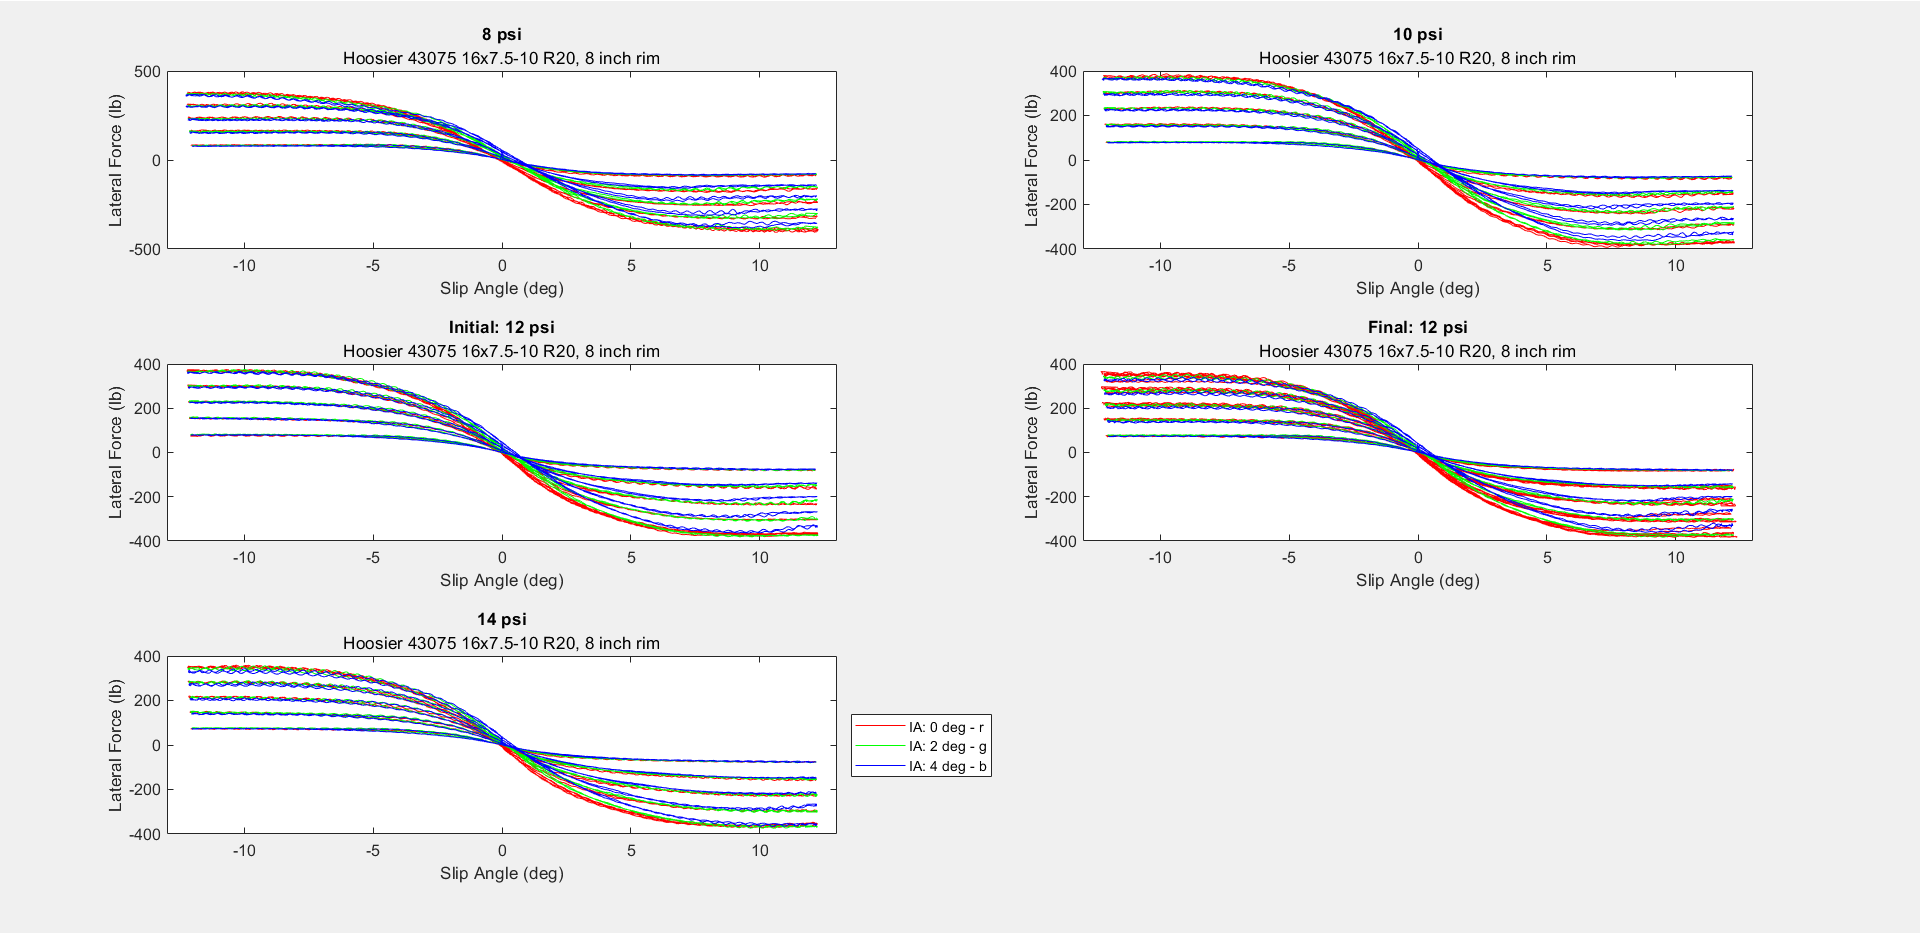 8 psi
Hoosier 43075 16x7.5-10 R20, 8 inch rim
500
0
-500
Lateral Force (lb)
-10
-5
0
5
10
Slip Angle (deg)
10 psi
Hoosier 43075 16x7.5-10 R20, 8 inch rim
400
200
0
-200
-400
Lateral Force (lb)
-10
-5
0
5
10
Slip Angle (deg)
Initial: 12 psi
Hoosier 43075 16x7.5-10 R20, 8 inch rim
400
200
0
-200
-400
Lateral Force (lb)
-10
-5
0
5
10
Slip Angle (deg)
Final: 12 psi
Hoosier 43075 16x7.5-10 R20, 8 inch rim
400
200
0
-200
-400
Lateral Force (lb)
-10
-5
0
5
10
Slip Angle (deg)
14 psi
Hoosier 43075 16x7.5-10 R20, 8 inch rim
400
200
0
-200
-400
Lateral Force (lb)
-10
-5
0
5
10
Slip Angle (deg)
IA: 0 deg - r
IA: 2 deg - g
IA: 4 deg - b